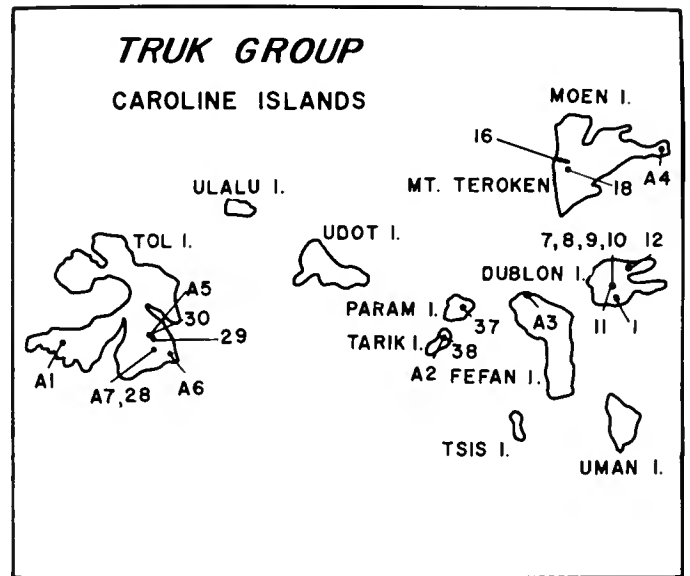 TRUK GROUP
CAROLINE ISLANDS
MOEN I.
16
A4
MT. TEROKEN
18
ULALU I.
TOL I.
UDOT I.
7,8,9,10
12
DUBLON I.
A5
PARAM I.
30
37
A3
11
1
29
TARIK I.
38
A1
A6
A2
FEFAN I.
A7,28
TSIS I.
UMAN I.